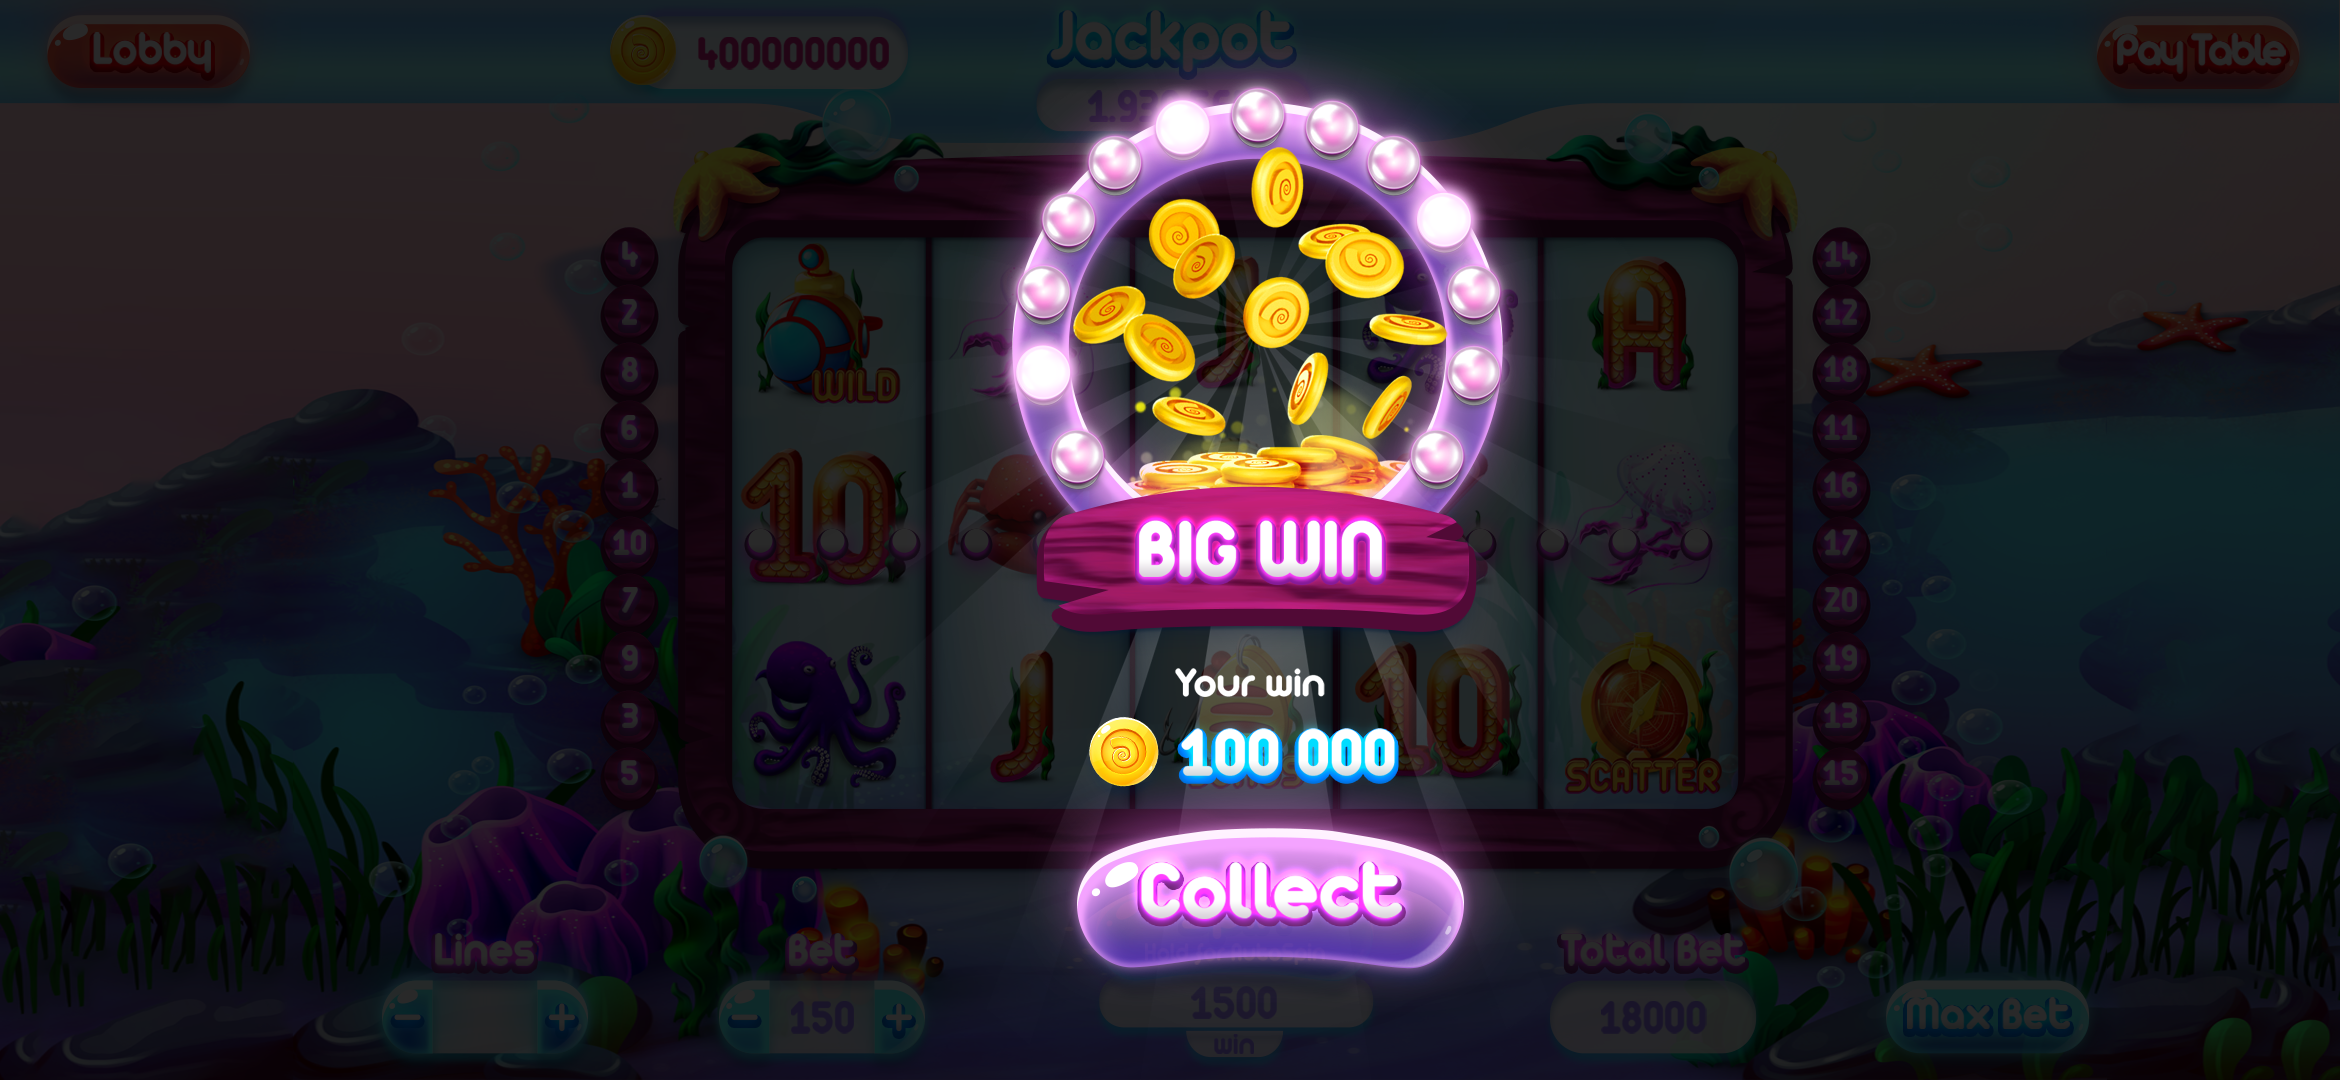 Lobby
400000000
Jackpot
Pay Table
4
2
8
6
1
10
7
9
3
5
WILD
10
J
A
10
SCATTER
14
12
18
11
16
17
20
19
13
15
BIG WIN
Your win
100 000
Collect
Lines
Bet
150
1500
win
Total Bet
18000
Max Bet